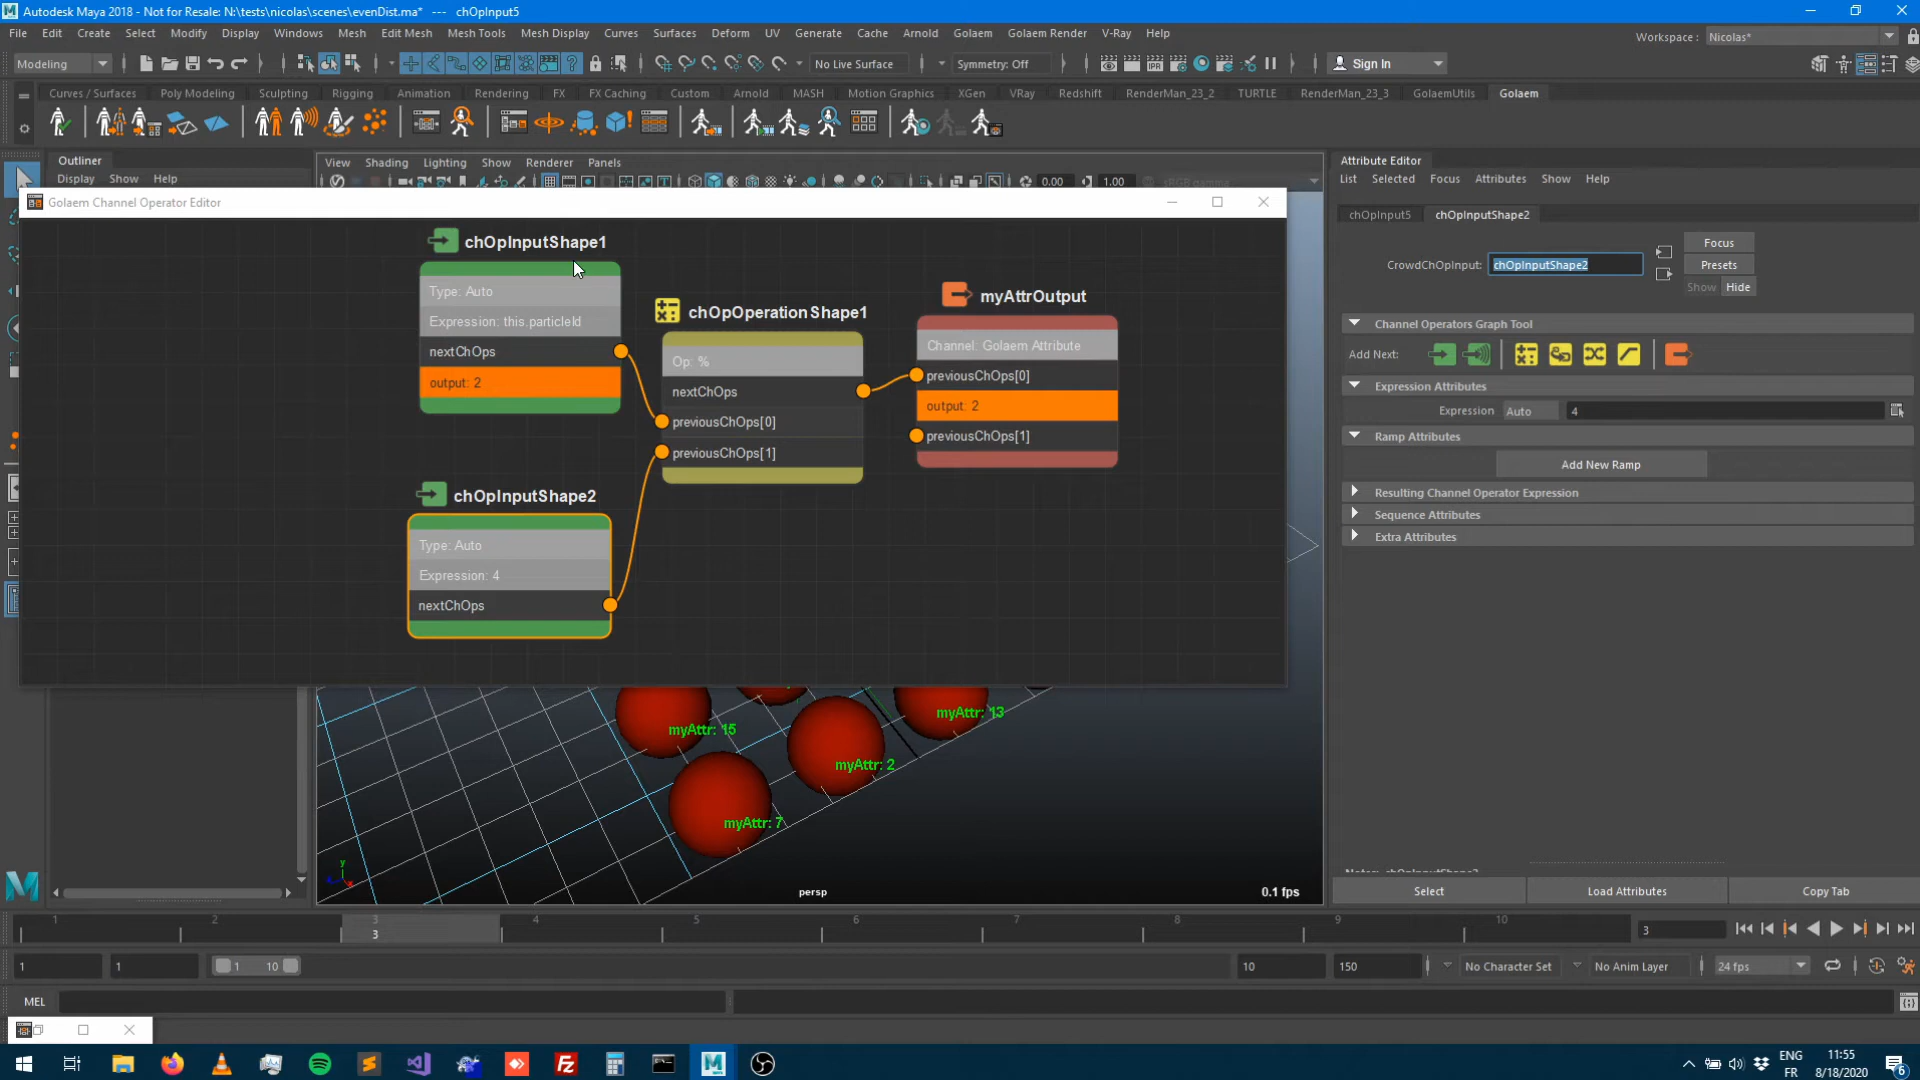 Autodesk Maya 2018 - Not for Resale: N:\tests\nicolas\scenes\evenDist.ma* --- chOpInput5
File Edit Create Select Modify Display Windows Mesh Edit Mesh Mesh Tools Mesh Display Curves Surfaces Deform UV Generate Cache Arnold Golaem Golaem Render V-Ray Help
Workspace : Nicolas*
Modeling No Live Surface Symmetry: Off Sign In
Curves / Surfaces Poly Modeling Sculpting Rigging Animation Rendering FX FX Caching Custom Arnold MASH Motion Graphics XGen VRay Redshift RenderMan_23_2 TURTLE RenderMan_23_3 GolaemUtils Golaem
Outliner
Display Show Help
View Shading Lighting Show Renderer Panels
0.00 1.00
Golaem Channel Operator Editor
chOpInputShape1
Type: Auto
Expression: this.particleId
nextChOps
output: 2
chOpOperationShape1
Op: %
nextChOps
previousChOps[0]
previousChOps[1]
myAttrOutput
Channel: Golaem Attribute
previousChOps[0]
output: 2
previousChOps[1]
chOpInputShape2
Type: Auto
Expression: 4
nextChOps
myAttr: 15
myAttr: 13
myAttr: 2
myAttr: 7
y
x
persp
0.1 fps
Attribute Editor
List Selected Focus Attributes Show Help
chOpInput5 chOpInputShape2
CrowdChOpInput: chOpInputShape2
Focus
Presets
Show Hide
Channel Operators Graph Tool
Add Next:
Expression Attributes
Expression Auto 4
Ramp Attributes
Add New Ramp
Resulting Channel Operator Expression
Sequence Attributes
Extra Attributes
Select Load Attributes Copy Tab
1 2 3 4 5 6 7 8 9 10
3
3
1 1 1 10 10 150 No Character Set No Anim Layer 24 fps
MEL
ENG
FR
11:55
8/18/2020
6